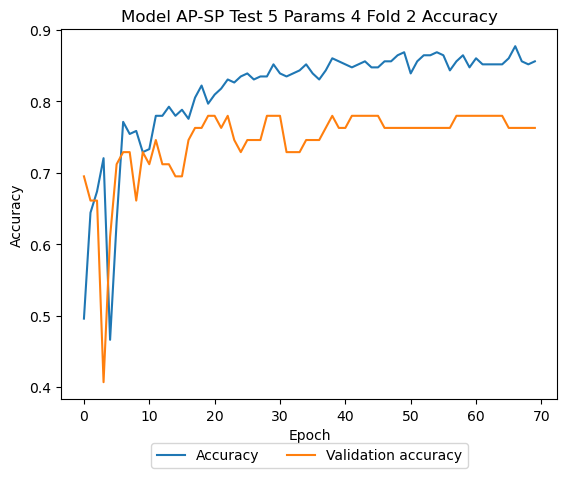 Model AP-SP Test 5 Params 4 Fold 2 Accuracy
0.9
0.8
0.7
0.6
0.5
0.4
Accuracy
0 10 20 30 40 50 60 70
Epoch
Accuracy Validation accuracy